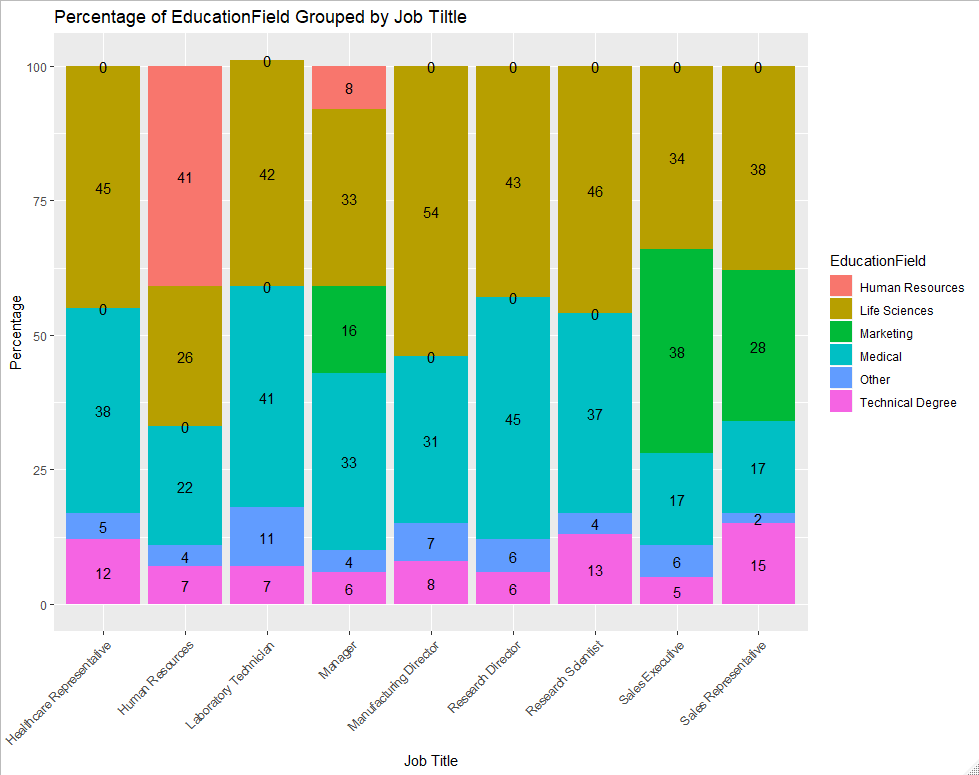 Percentage of EducationField Grouped by Job Tiltle
0 0 0 0 0 0 0
100
8
45 41 42 33 54 43 46 34 38
75
0 26 0 16 0 0 0 38 28
50
Percentage
38 0 41 33 31 45 37 17 17
22
25
5 4 11 4 7 6 4 6 2
12 7 7 6 8 6 13 5 15
0
Healthcare Representative
Human Resources
Laboratory Technician
Manager
Manufacturing Director
Research Director
Research Scientist
Sales Executive
Sales Representative
Job Title
EducationField
Human Resources
Life Sciences
Marketing
Medical
Other
Technical Degree